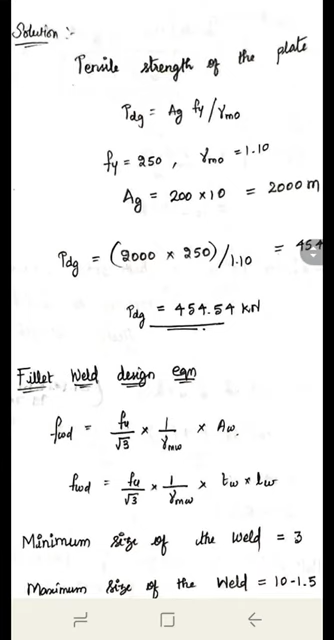 Solution :-
Tensile strength of the plate
Tdg = Ag fy/γmo
fy = 250 , γmo = 1.10
Ag = 200 × 10 = 2000 m
Tdg = (2000 × 250)/1.10 = 454
Tdg = 454.54 kN
Fillet Weld design eqn
fwd = fu/√3 × 1/γmw × Aw.
fwd = fu/√3 × 1/γmw × tw × lw
Minimum size of the weld = 3
Maximum size of the Weld = 10-1.5